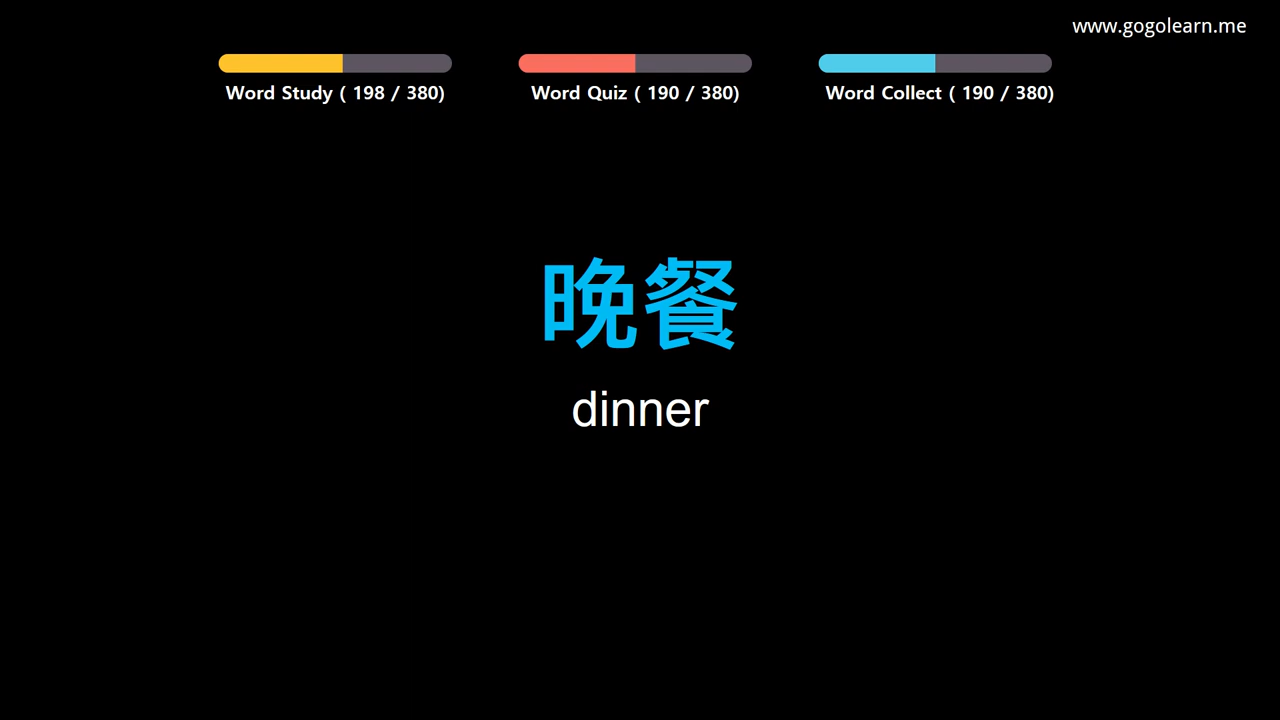 www.gogolearn.me
Word Study ( 198 / 380)
Word Quiz ( 190 / 380)
Word Collect ( 190 / 380)
晚餐
dinner